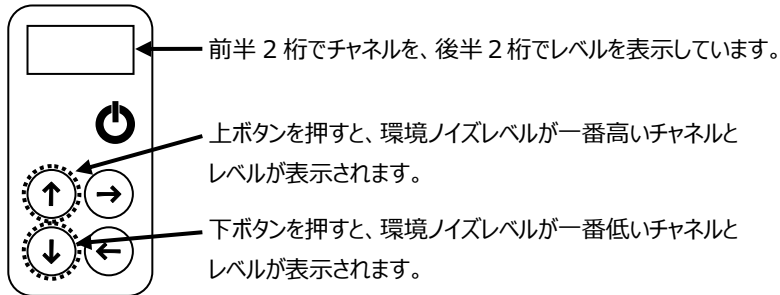 前半２桁でチャネルを、後半２桁でレベルを表示しています。
上ボタンを押すと、環境ノイズレベルが一番高いチャネルと
レベルが表示されます。
下ボタンを押すと、環境ノイズレベルが一番低いチャネルと
レベルが表示されます。